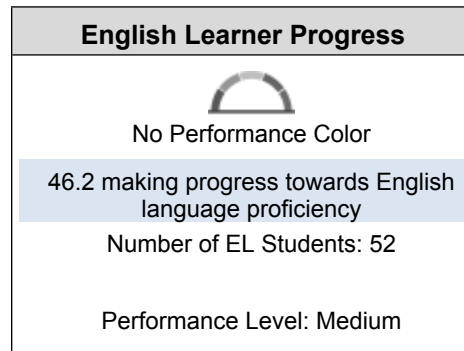 English Learner Progress
No Performance Color
46.2 making progress towards English
language proficiency
Number of EL Students: 52
Performance Level: Medium